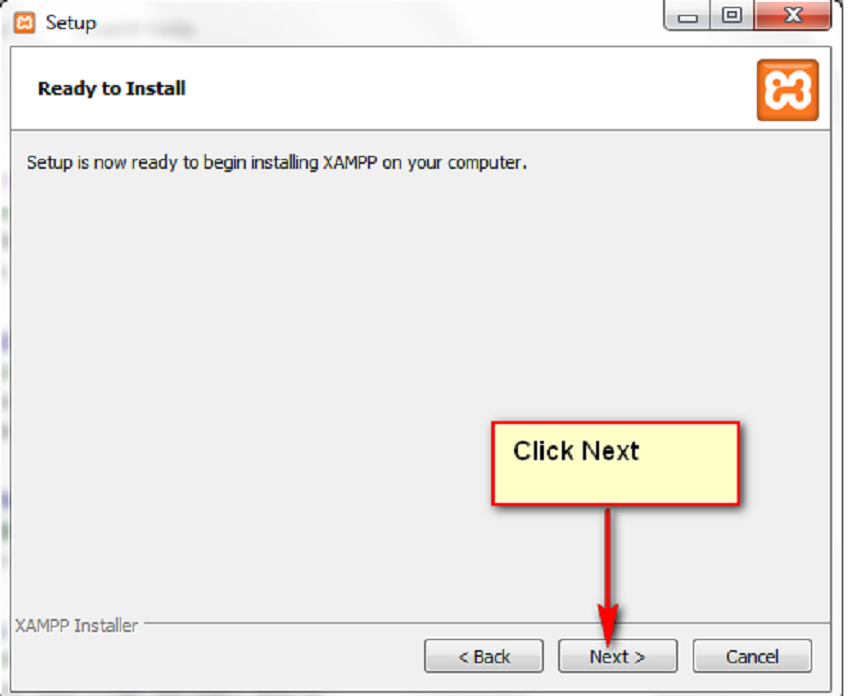 Setup
Ready to Install
Setup is now ready to begin installing XAMPP on your computer.
Click Next
XAMPP Installer
< Back Next > Cancel